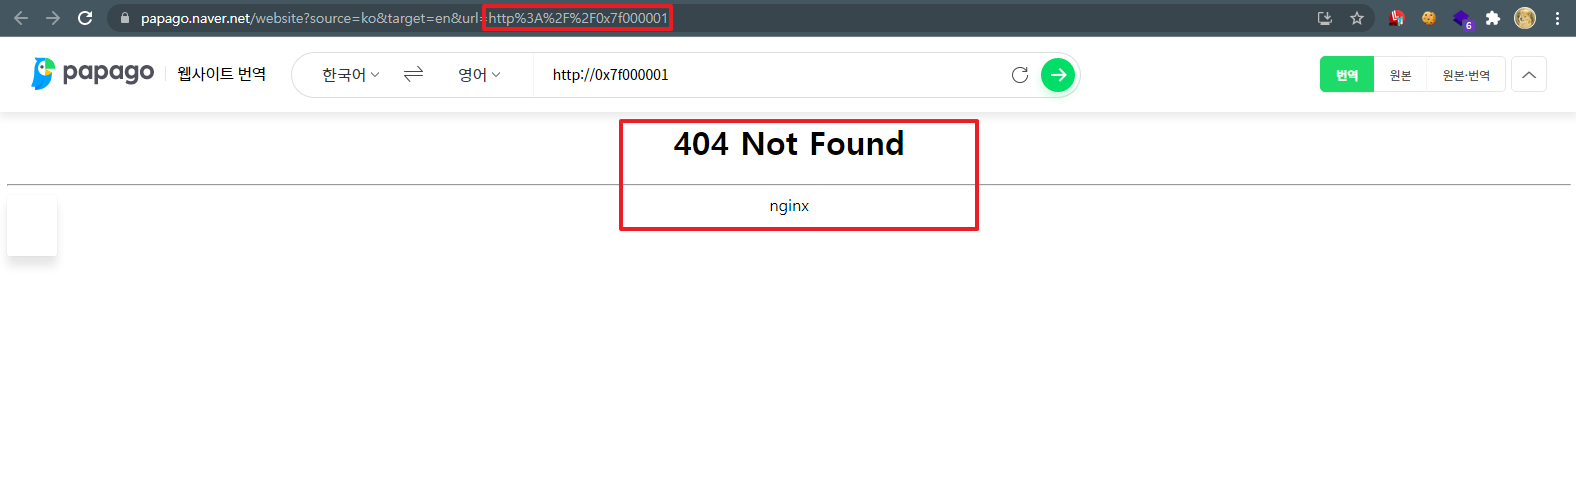 papago.naver.net/website?source=ko&target=en&url=http%3A%2F%2F0x7f000001
6
papago 웹사이트 번역 한국어 영어 http://0x7f000001 번역 원본 원본·번역
404 Not Found
nginx